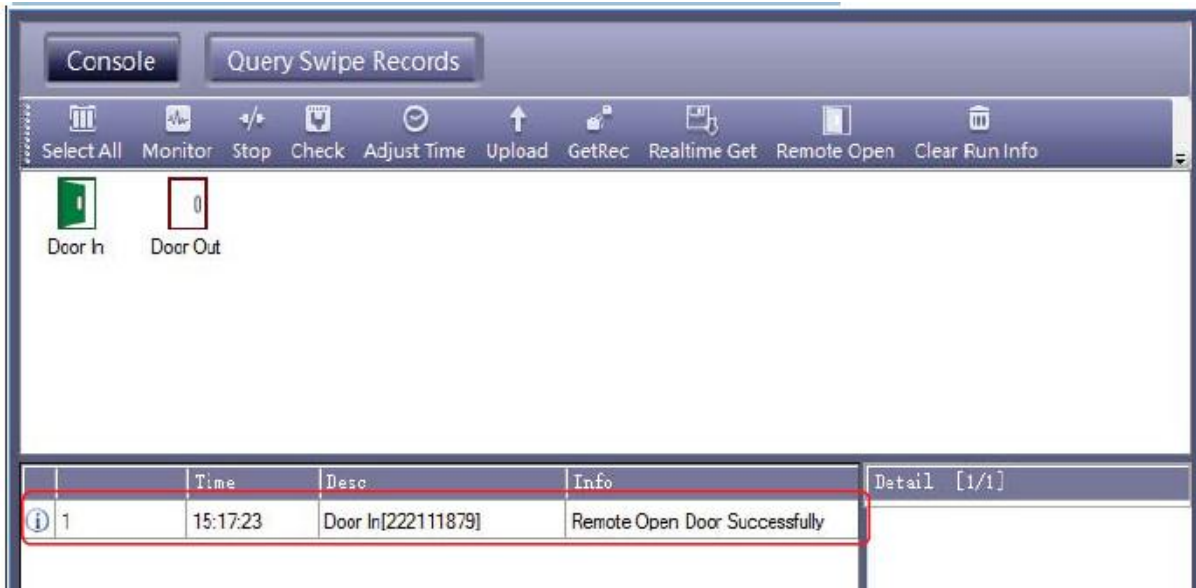 Console Query Swipe Records
Select All Monitor Stop Check Adjust Time Upload GetRec Realtime Get Remote Open Clear Run Info
Door In Door Out
Time Desc Info Detail [1/1]
1 15:17:23 Door In[222111879] Remote Open Door Successfully